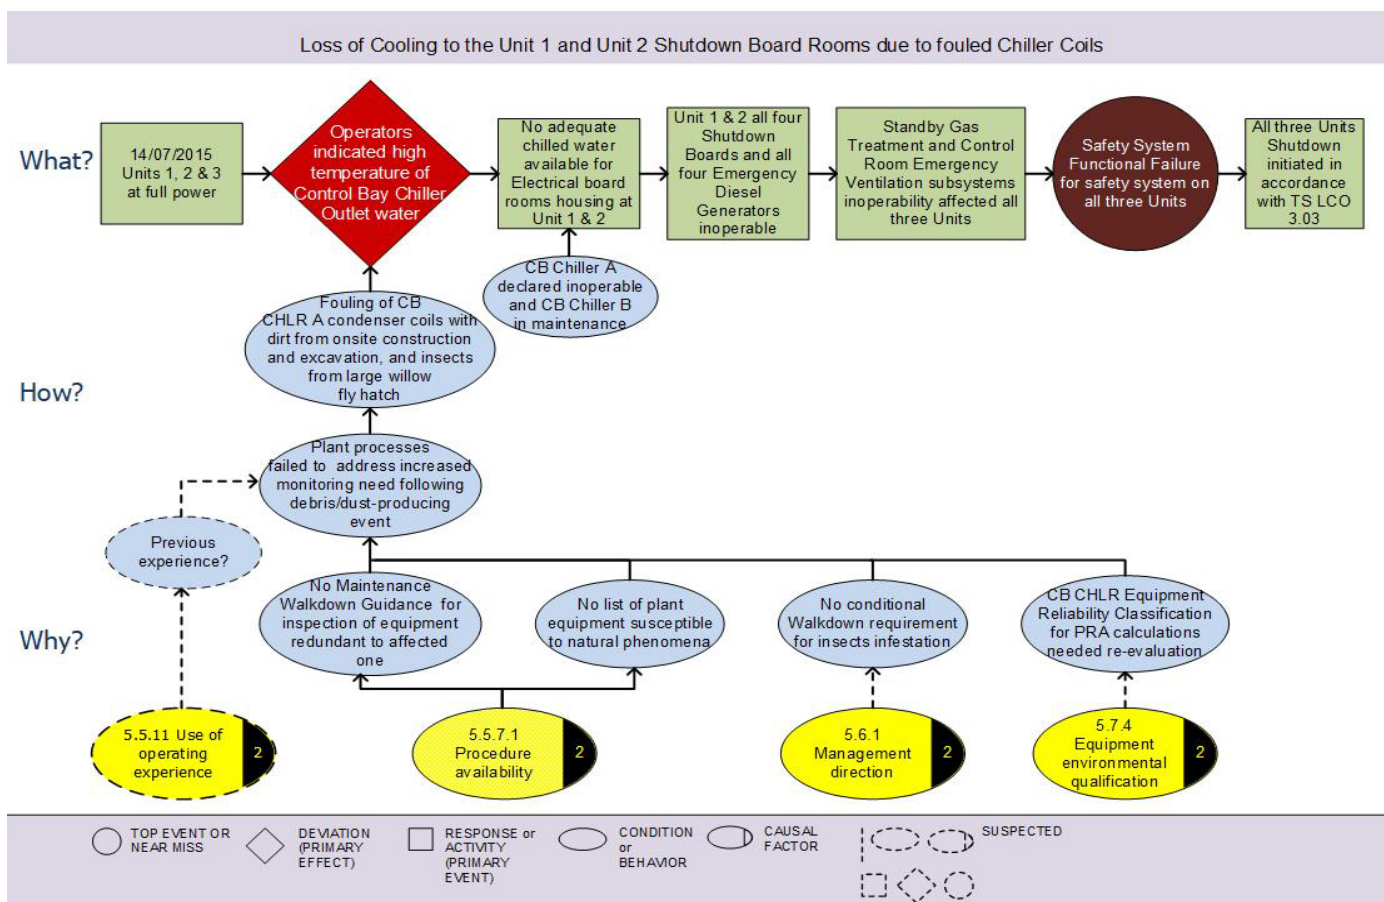 Loss of Cooling to the Unit 1 and Unit 2 Shutdown Board Rooms due to fouled Chiller Coils
What?
14/07/2015
Units 1, 2 & 3
at full power
Operators
indicated high
temperature of
Control Bay Chiller
Outlet water
No adequate
chilled water
available for
Electrical board
rooms housing at
Unit 1 & 2
Unit 1 & 2 all four
Shutdown
Boards and all
four Emergency
Diesel
Generators
inoperable
Standby Gas
Treatment and Control
Room Emergency
Ventilation subsystems
inoperability affected all
three Units
Safety System
Functional Failure
for safety system on
all three Units
All three Units
Shutdown
initiated in
accordance
with TS LCO
3.03
CB Chiller A
declared inoperable
and CB Chiller B
in maintenance
Fouling of CB
CHLR A condenser coils with
dirt from onsite construction
and excavation, and insects
from large willow
fly hatch
How?
Plant processes
failed to address increased
monitoring need following
debris/dust-producing
event
Previous
experience?
Why?
No Maintenance
Walkdown Guidance for
inspection of equipment
redundant to affected
one
No list of plant
equipment susceptible
to natural phenomena
No conditional
Walkdown requirement
for insects infestation
CB CHLR Equipment
Reliability Classification
for PRA calculations
needed re-evaluation
5.5.11 Use of
operating
experience
2
5.5.7.1
Procedure
availability
2
5.6.1
Management
direction
2
5.7.4
Equipment
environmental
qualification
2
TOP EVENT OR
NEAR MISS
DEVIATION
(PRIMARY
EFFECT)
RESPONSE or
ACTIVITY
(PRIMARY
EVENT)
CONDITION
or
BEHAVIOR
CAUSAL
FACTOR
SUSPECTED